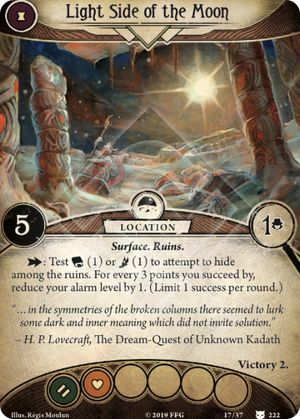 Light Side of the Moon
5
LOCATION
1
Surface. Ruins.
: Test (1) or (1) to attempt to hide
among the ruins. For every 3 points you succeed by,
reduce your alarm level by 1. (Limit 1 success per round.)
“… in the symmetries of the broken columns there seemed to lurk
some dark and inner meaning which did not invite solution.”
– H. P. Lovecraft, The Dream-Quest of Unknown Kadath
Victory 2.
Illus. Régis Moulun
© 2019 FFG
17/37
222